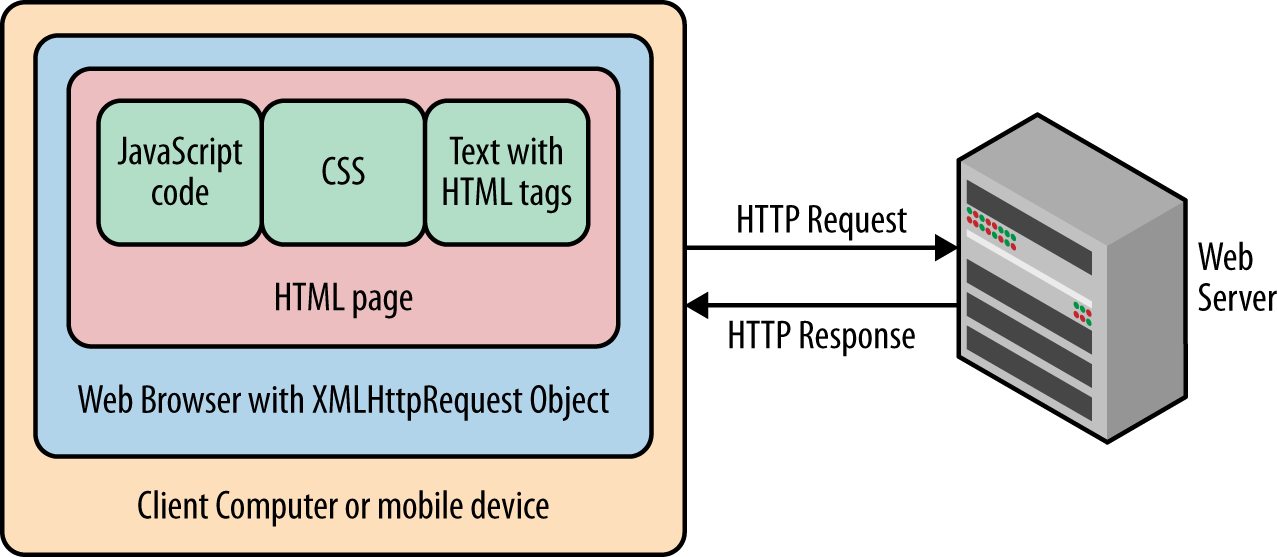 JavaScript
code
CSS
Text with
HTML tags
HTML page
Web Browser with XMLHttpRequest Object
Client Computer or mobile device
HTTP Request
HTTP Response
Web
Server